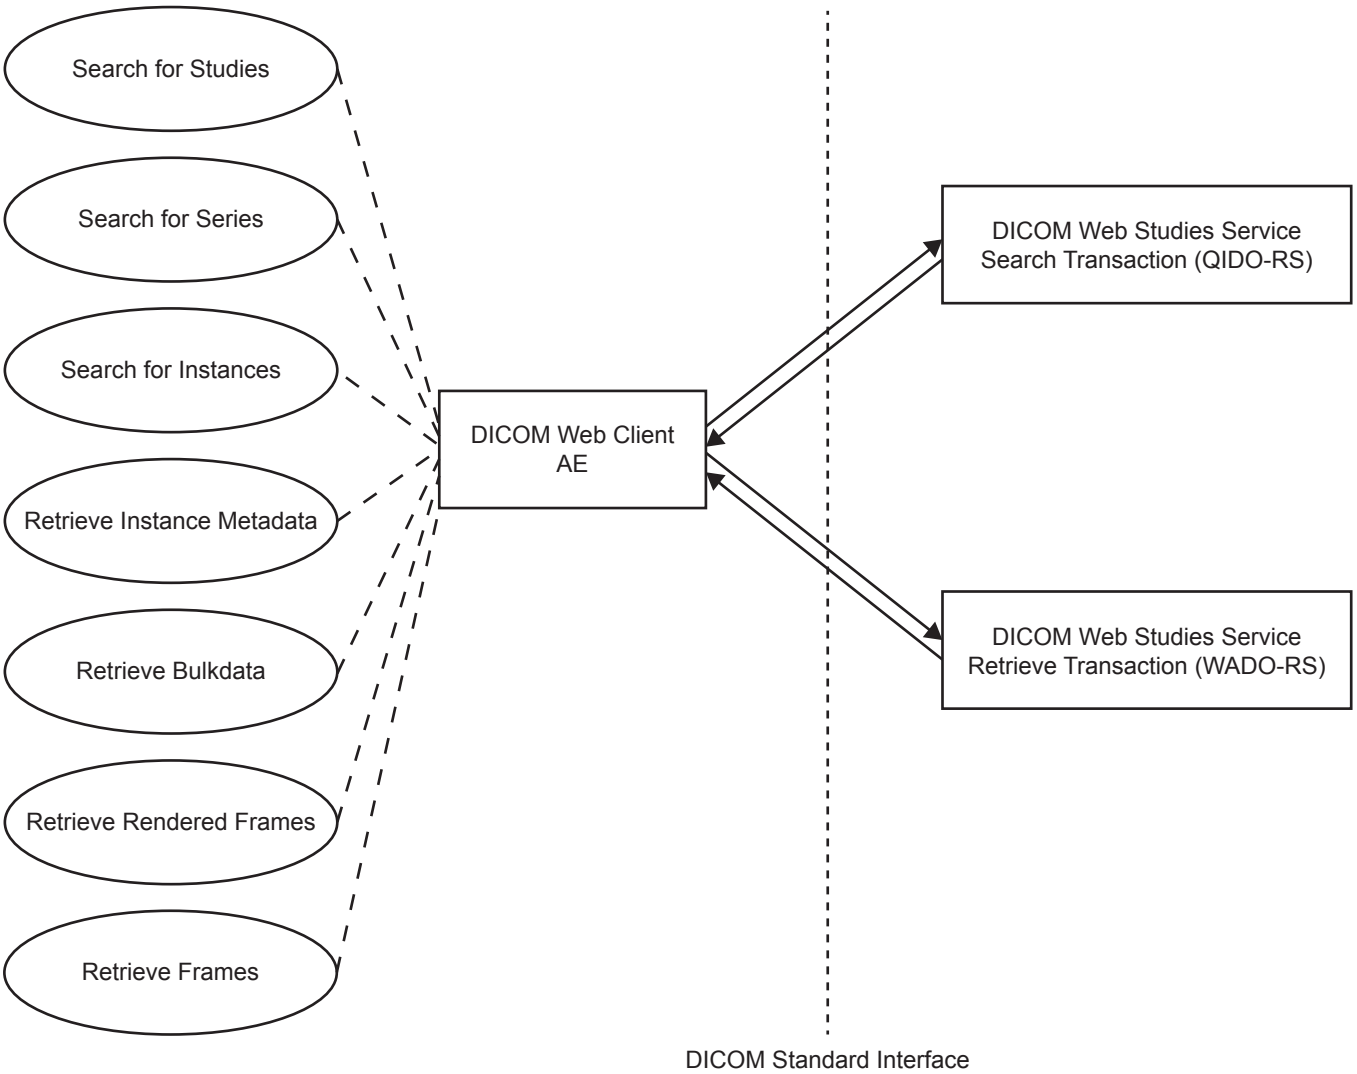 Search for Studies
Search for Series
Search for Instances
Retrieve Instance Metadata
Retrieve Bulkdata
Retrieve Rendered Frames
Retrieve Frames
DICOM Web Client
AE
DICOM Web Studies Service
Search Transaction (QIDO-RS)
DICOM Web Studies Service
Retrieve Transaction (WADO-RS)
DICOM Standard Interface